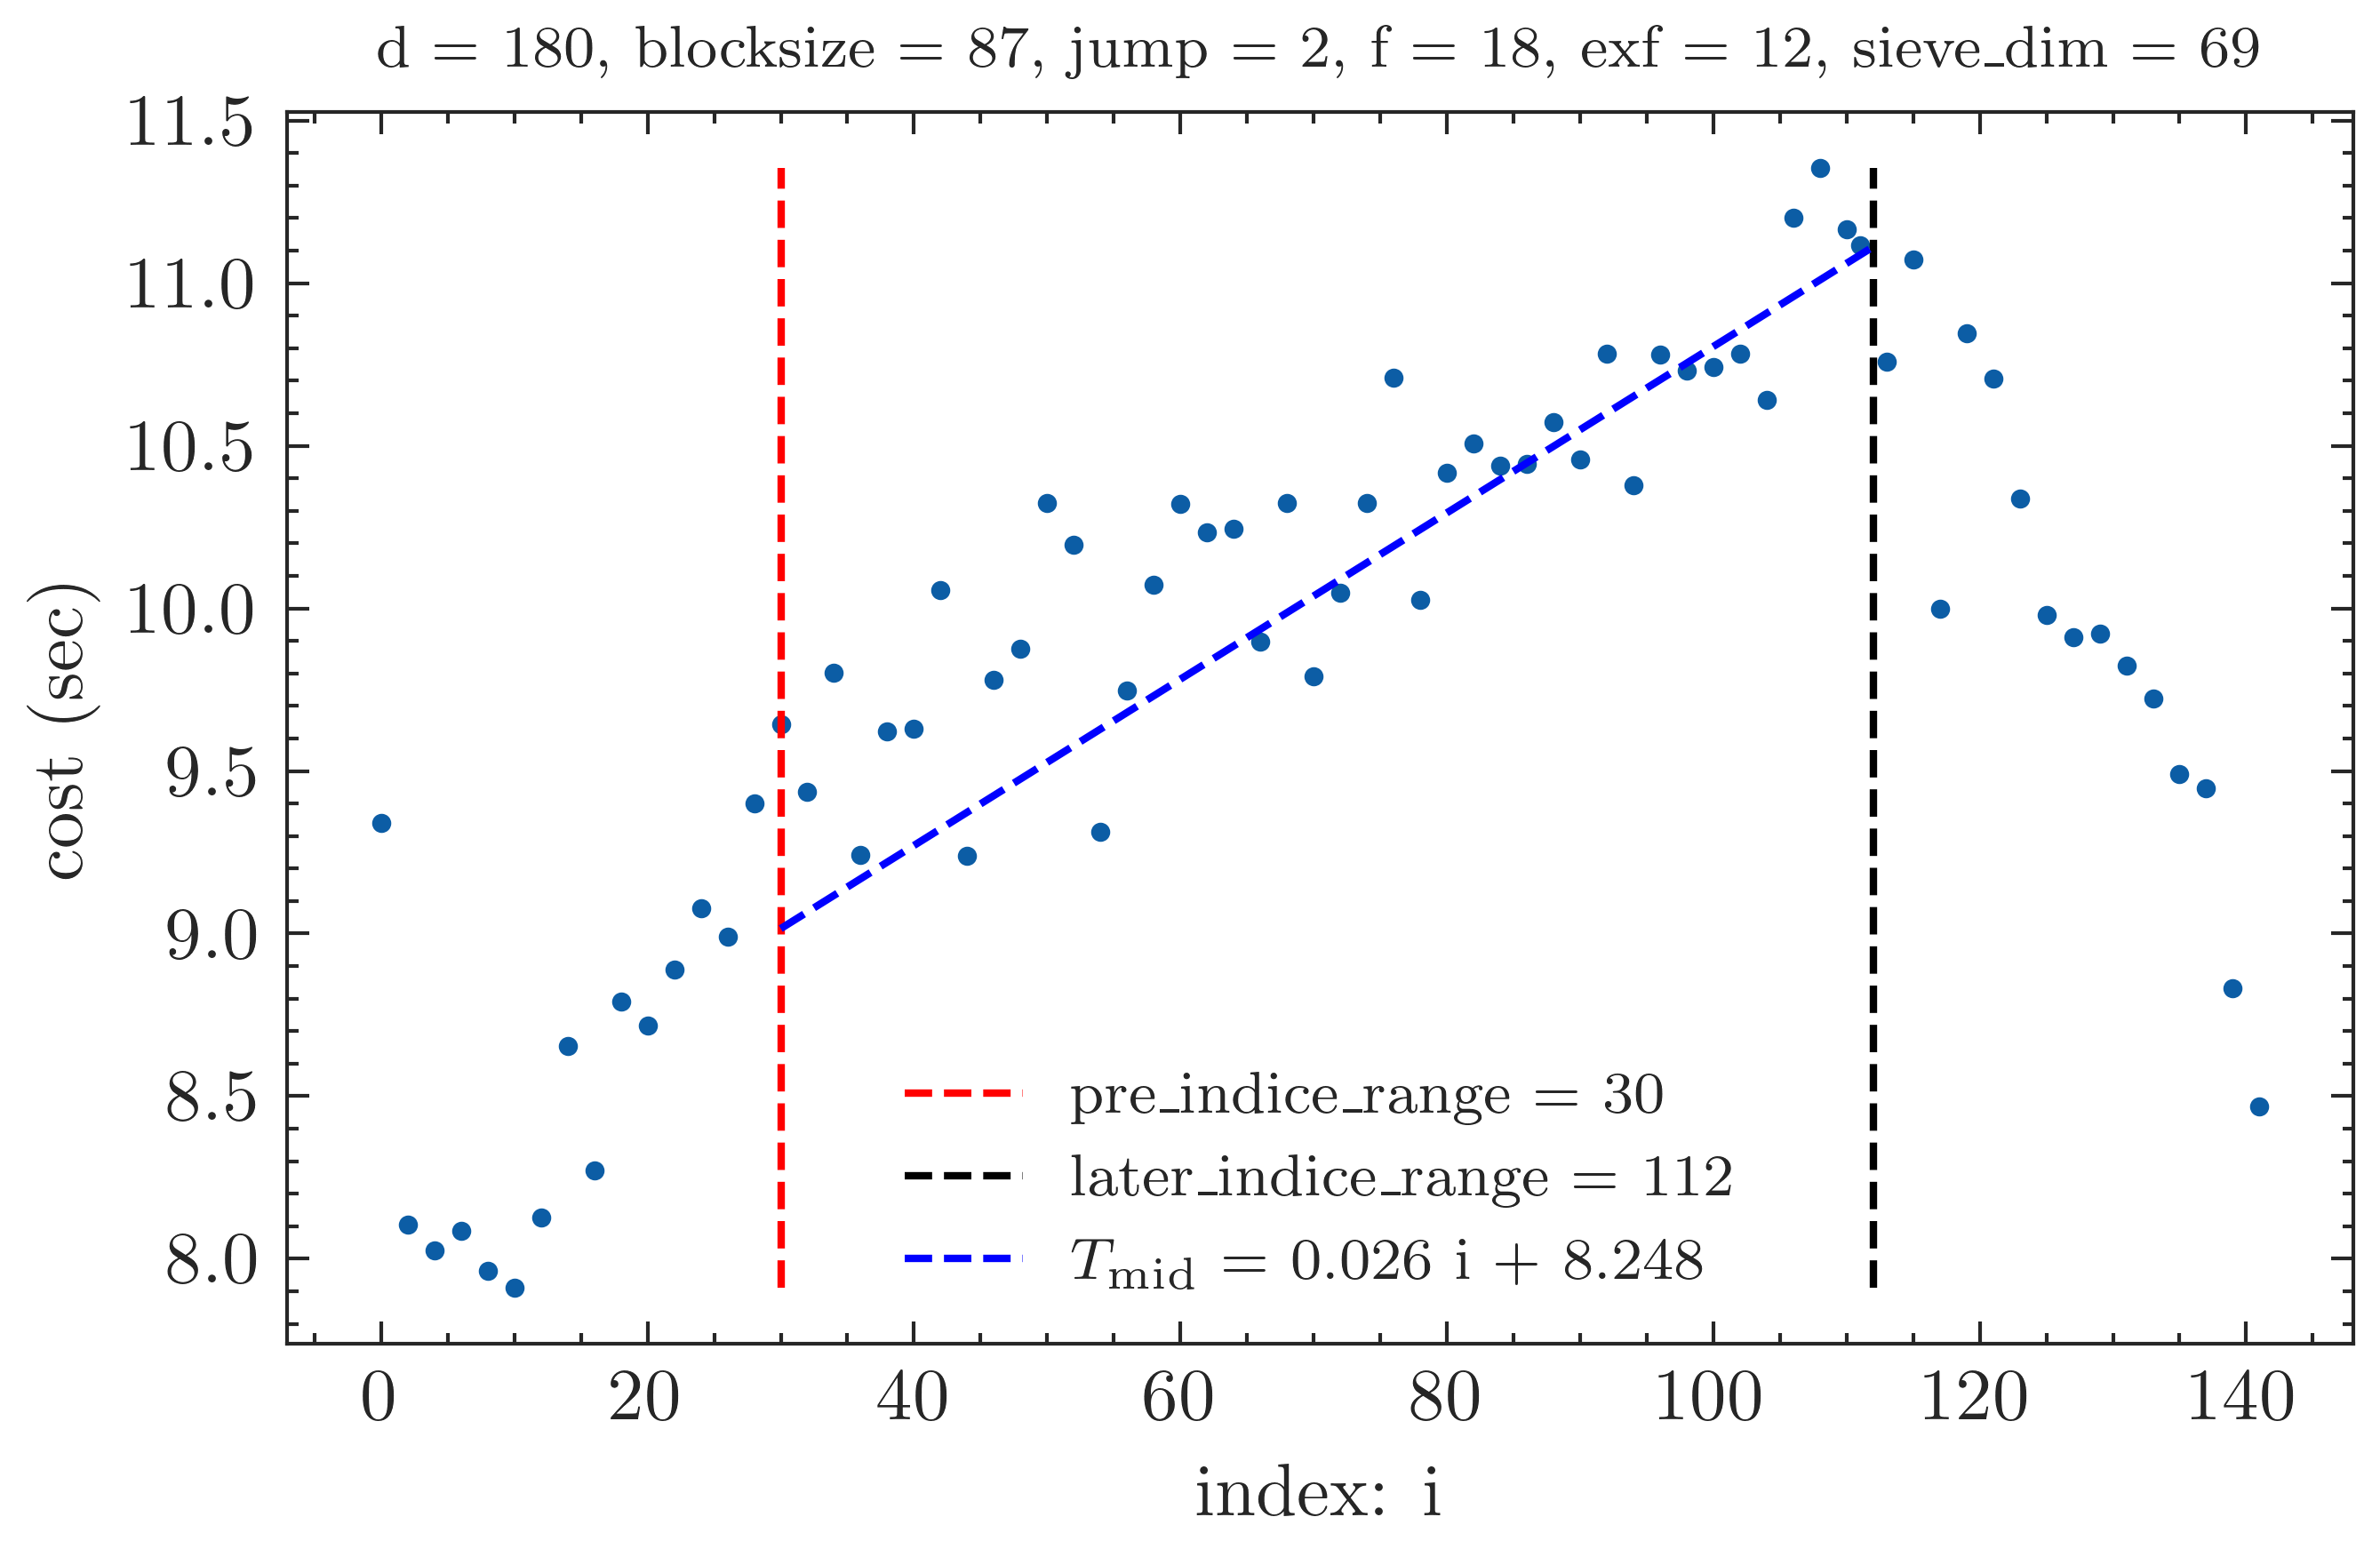 d = 180, blocksize = 87, jump = 2, f = 18, exf = 12, sieve_dim = 69
11.5
11.0
10.5
10.0
9.5
9.0
8.5
8.0
cost (sec)
pre_indice_range = 30
later_indice_range = 112
T_mid = 0.026 i + 8.248
0 20 40 60 80 100 120 140
index: i